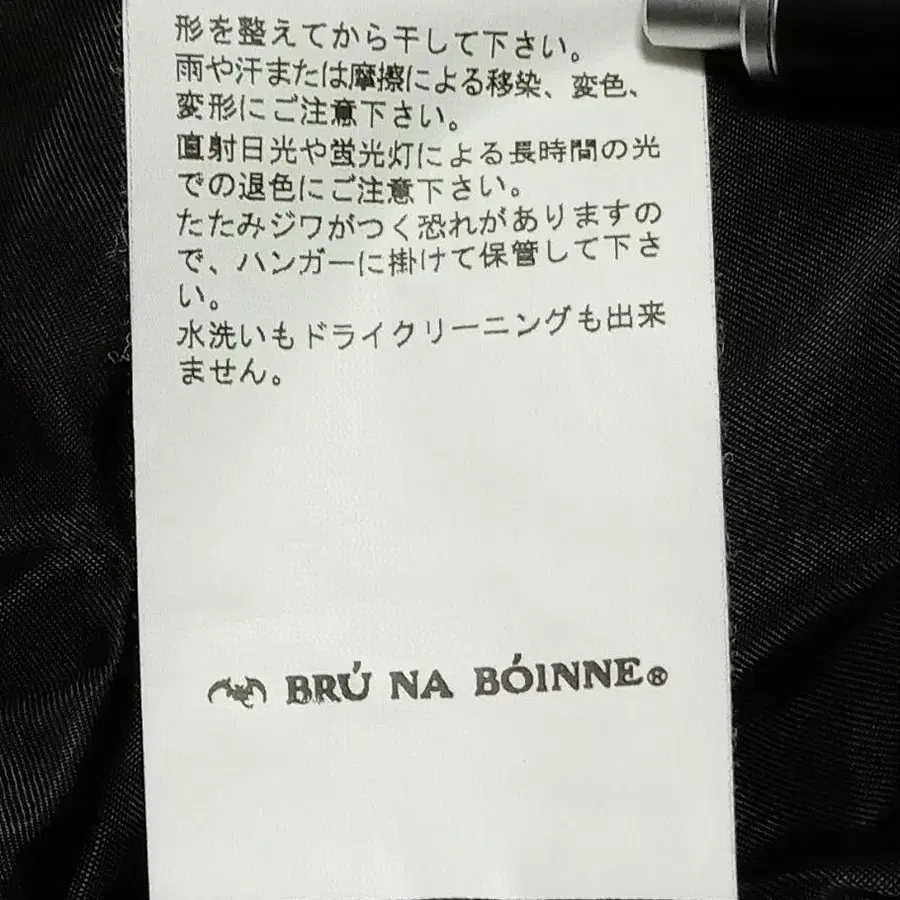 形を整えてから干して下さい。
雨や汗または摩擦による移染、変色、
変形にご注意下さい。
直射日光や蛍光灯による長時間の光
での退色にご注意下さい。
たたみジワがつく恐れがありますの
で、ハンガーに掛けて保管して下さ
い。
水洗いもドライクリーニングも出来
ません。
BRÚ NA BÓINNE®